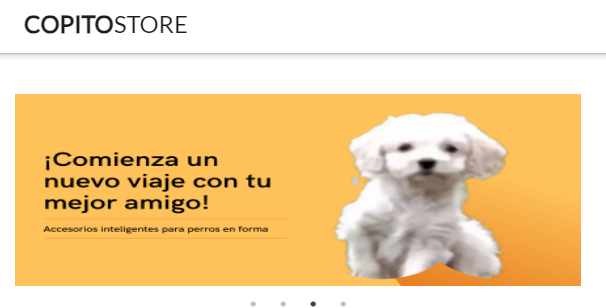 COPITOSTORE
¡Comienza un
nuevo viaje con tu
mejor amigo!
Accesorios inteligentes para perros en forma